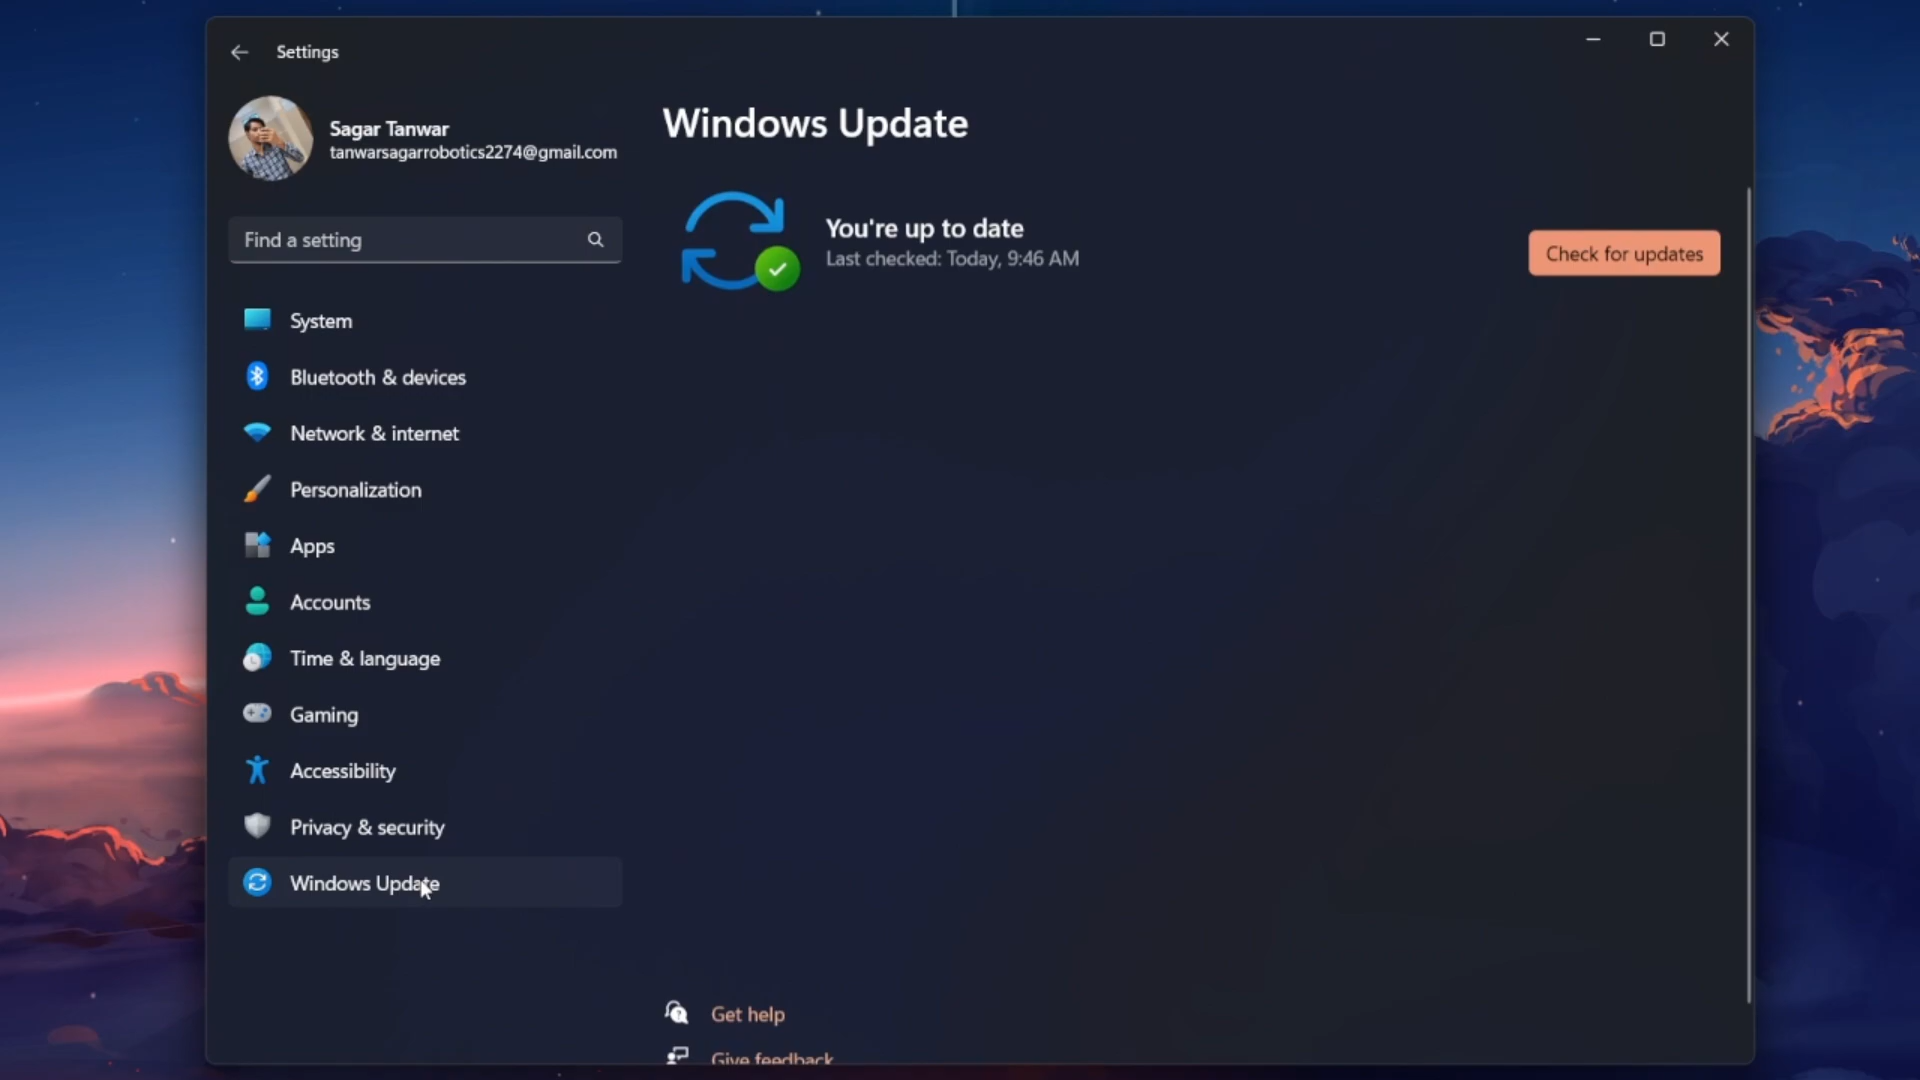 Settings
Sagar Tanwar
tanwarsagarrobotics2274@gmail.com
Find a setting
System
Bluetooth & devices
Network & internet
Personalization
Apps
Accounts
Time & language
Gaming
Accessibility
Privacy & security
Windows Update
Windows Update
You're up to date
Last checked: Today, 9:46 AM
Check for updates
Get help
Give feedback